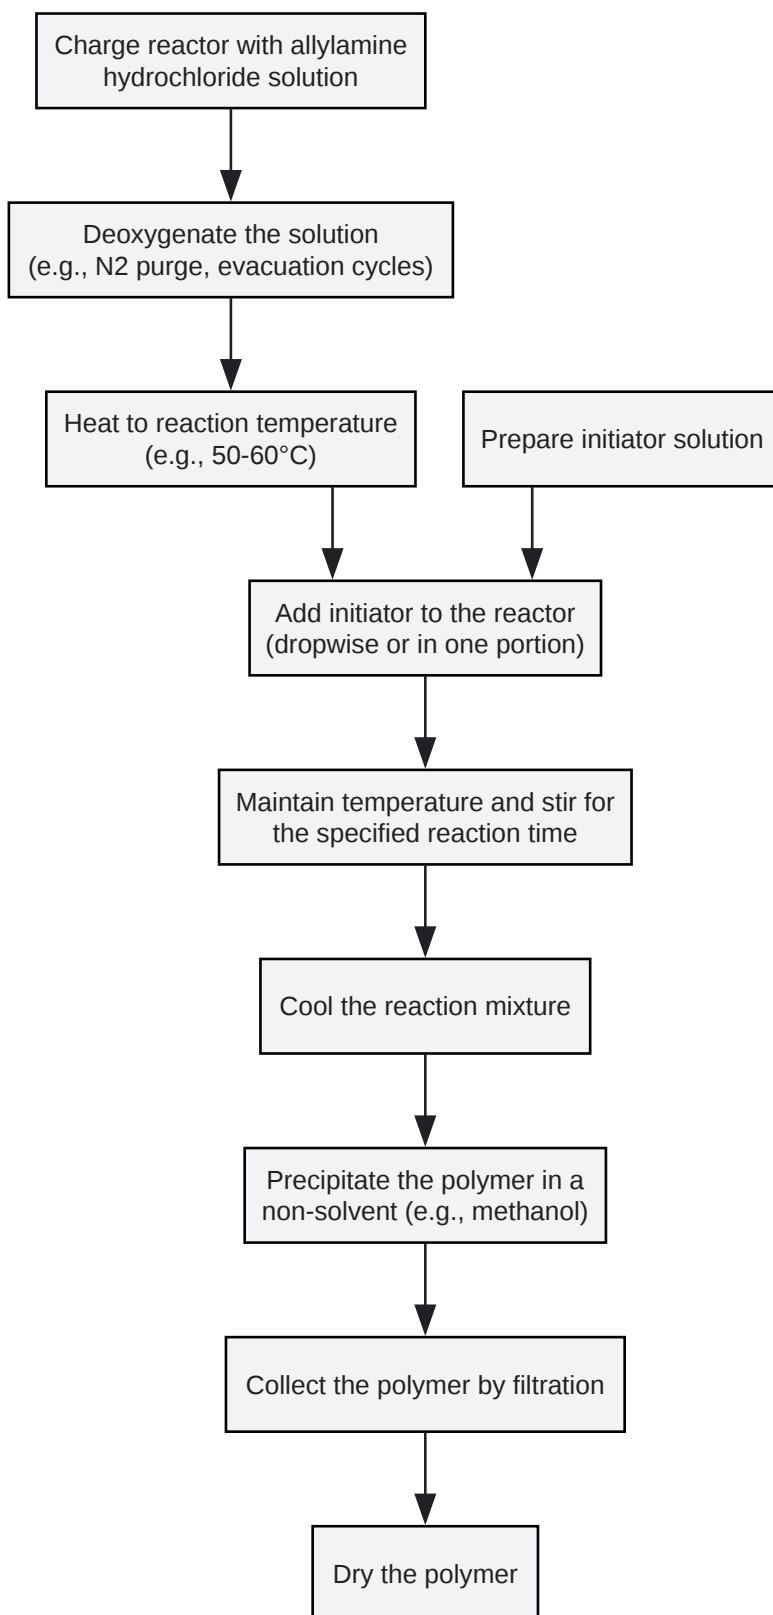 Charge reactor with allylamine
hydrochloride solution
Deoxygenate the solution
(e.g., N2 purge, evacuation cycles)
Heat to reaction temperature
(e.g., 50-60°C)
Prepare initiator solution
Add initiator to the reactor
(dropwise or in one portion)
Maintain temperature and stir for
the specified reaction time
Cool the reaction mixture
Precipitate the polymer in a
non-solvent (e.g., methanol)
Collect the polymer by filtration
Dry the polymer